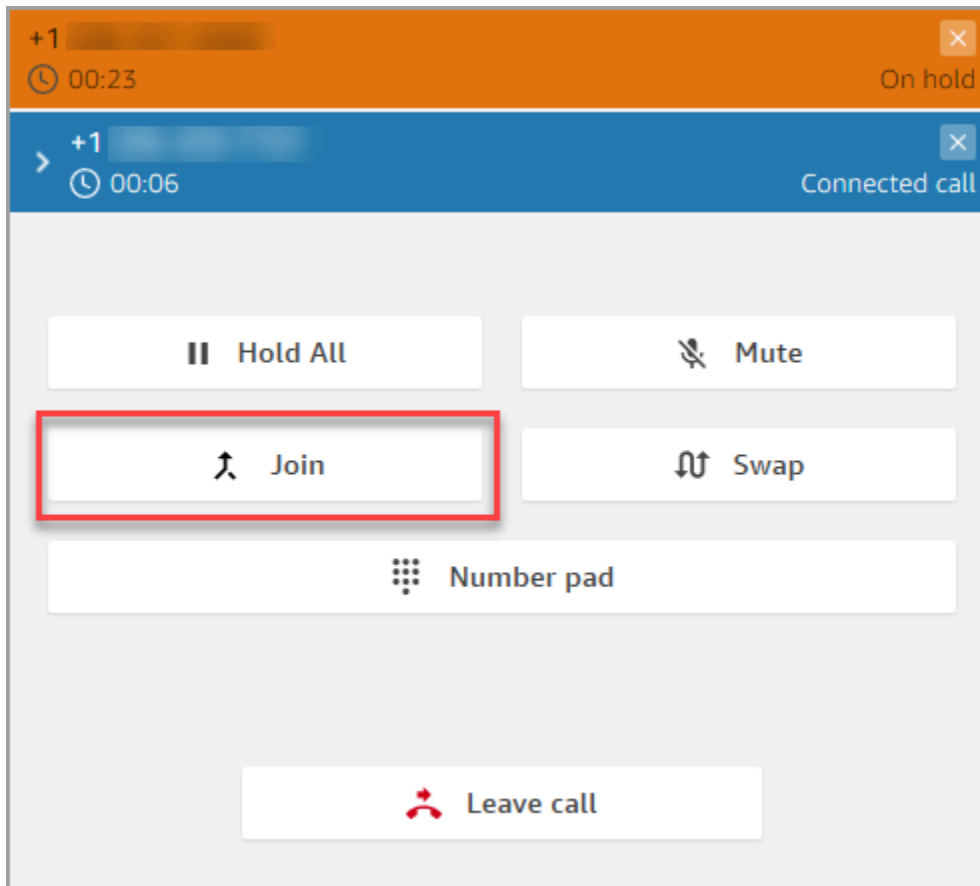 +1
00:23 On hold
+1
00:06 Connected call
Hold All Mute
Join Swap
Number pad
Leave call